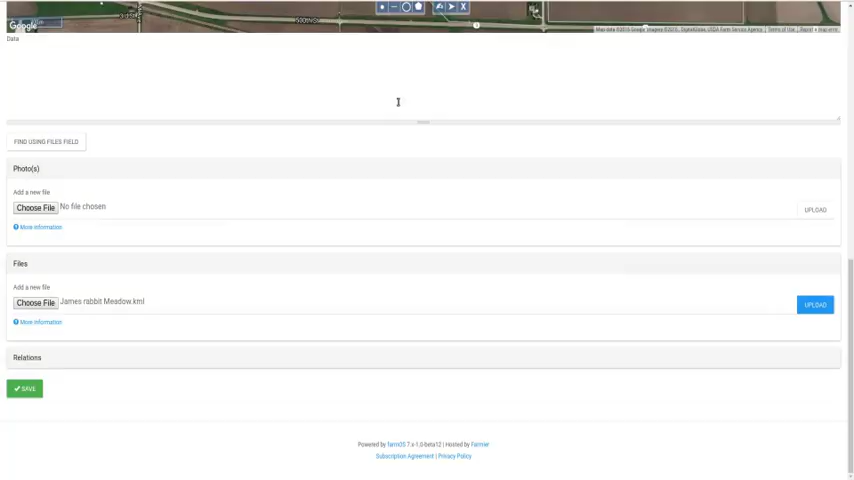 Google
Data
FIND USING FILES FIELD
Photo(s)
Add a new file
Choose File No file chosen
UPLOAD
More information
Files
Add a new file
Choose File James rabbit Meadow.kml
UPLOAD
More information
Relations
SAVE
Powered by farmOS 7.x-1.0-beta12 | Hosted by Farmier
Subscription Agreement | Privacy Policy